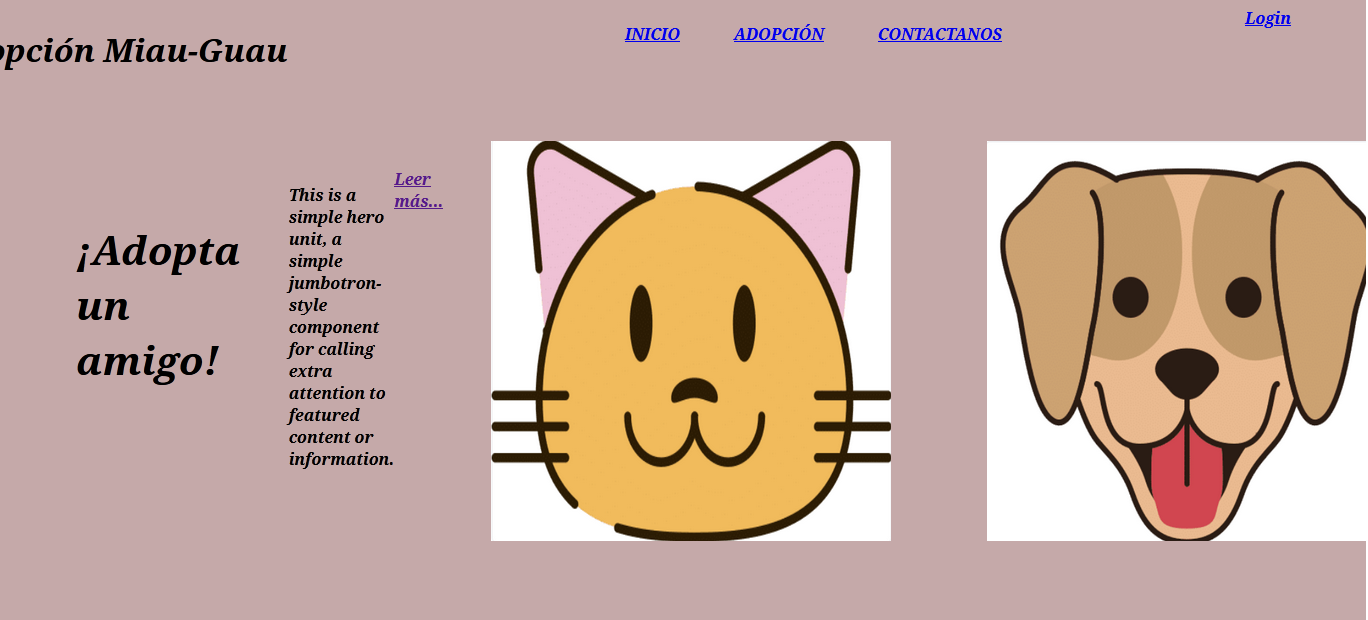 opción Miau-Guau
INICIO
ADOPCIÓN
CONTACTANOS
Login
¡Adopta
un
amigo!
This is a
simple hero
unit, a
simple
jumbotron-
style
component
for calling
extra
attention to
featured
content or
information.
Leer
más...